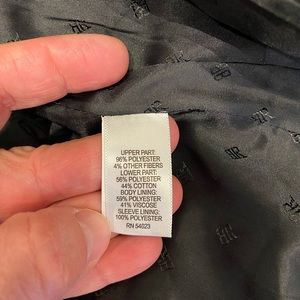 UPPER PART:
96% POLYESTER
4% OTHER FIBERS
LOWER PART:
56% POLYESTER
44% COTTON
BODY LINING:
59% POLYESTER
41% VISCOSE
SLEEVE LINING:
100% POLYESTER
RN 54023